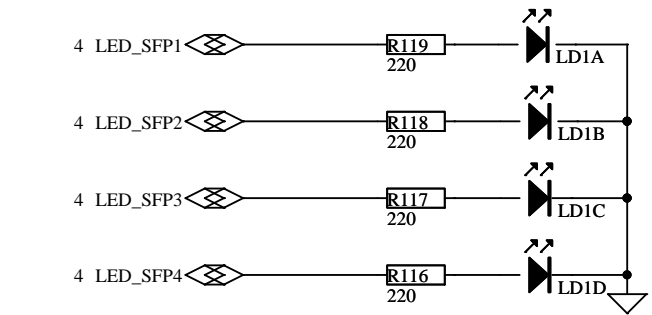 4 LED_SFP1 R119 LD1A
220
4 LED_SFP2 R118 LD1B
220
4 LED_SFP3 R117 LD1C
220
4 LED_SFP4 R116 LD1D
220